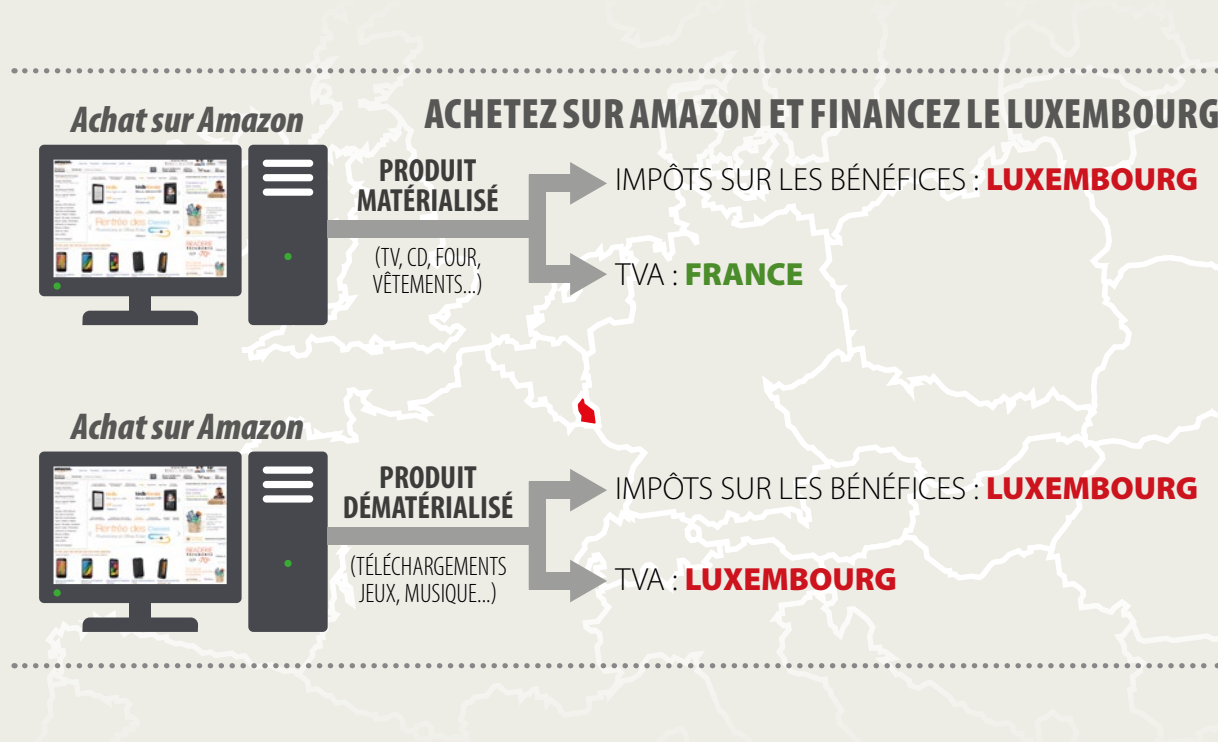 ACHETEZ SUR AMAZON ET FINANCEZ LE LUXEMBOURG
Achat sur Amazon
PRODUIT
MATÉRIALISÉ
(TV, CD, FOUR,
VÊTEMENTS...)
IMPÔTS SUR LES BÉNÉFICES : LUXEMBOURG
TVA : FRANCE
Achat sur Amazon
PRODUIT
DÉMATÉRIALISÉ
(TÉLÉCHARGEMENTS
JEUX, MUSIQUE...)
IMPÔTS SUR LES BÉNÉFICES : LUXEMBOURG
TVA : LUXEMBOURG